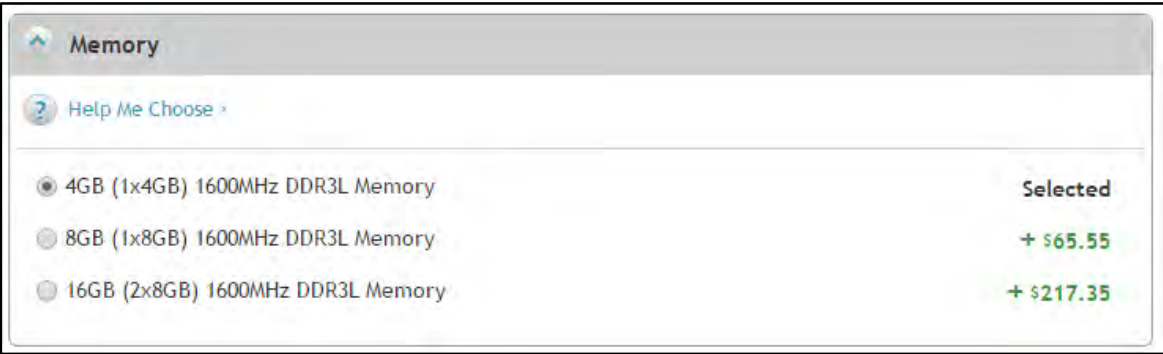 Memory
? Help Me Choose ›
4GB (1x4GB) 1600MHz DDR3L Memory Selected
8GB (1x8GB) 1600MHz DDR3L Memory + $65.55
16GB (2x8GB) 1600MHz DDR3L Memory + $217.35